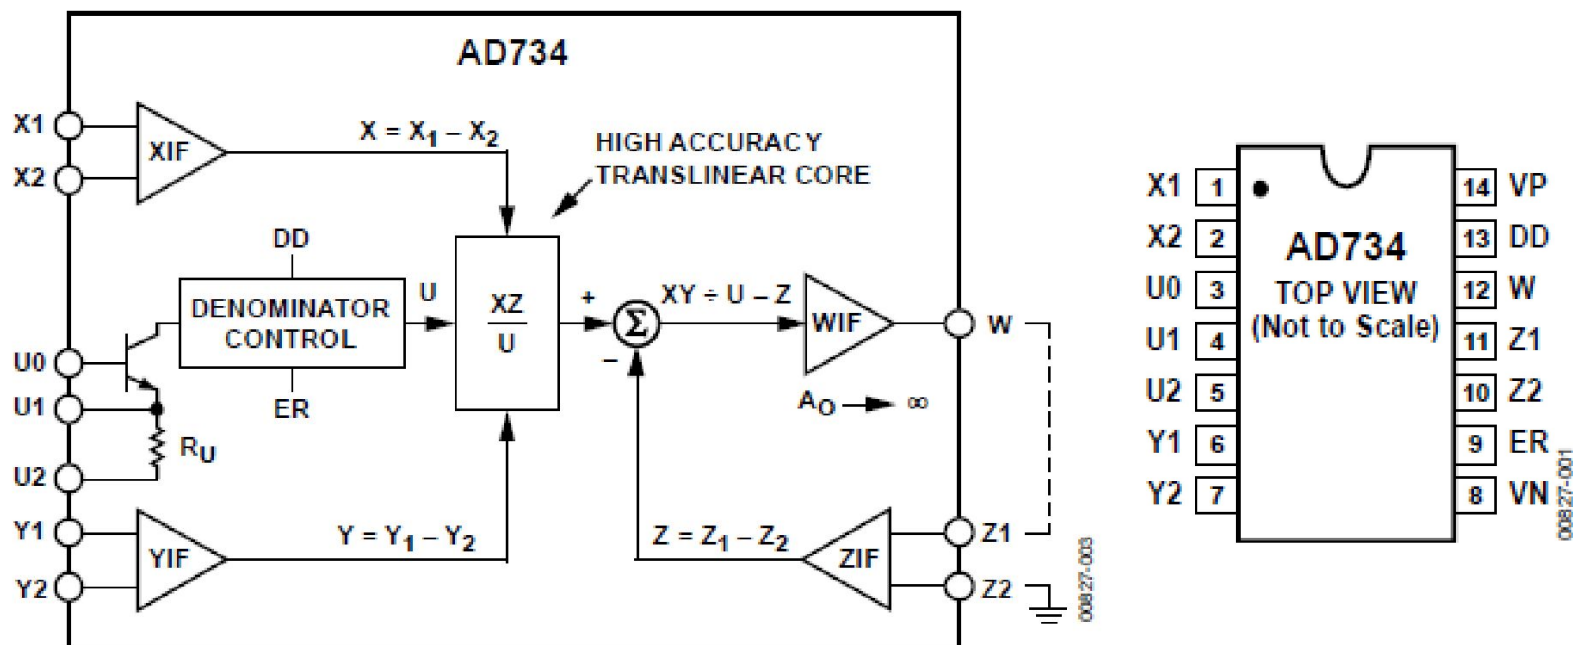 AD734
X1
X2
XIF
X = X₁ – X₂
HIGH ACCURACY
TRANSLINEAR CORE
DD
DENOMINATOR
CONTROL
ER
U
XZ
U
+
Σ
–
XY ÷ U – Z
WIF
A₀ → ∞
W
U0
U1
U2
R_U
Y1
Y2
YIF
Y = Y₁ – Y₂
Z = Z₁ – Z₂
ZIF
Z1
Z2
00827-003
X1 1
X2 2
U0 3
U1 4
U2 5
Y1 6
Y2 7
AD734
TOP VIEW
(Not to Scale)
14 VP
13 DD
12 W
11 Z1
10 Z2
9 ER
8 VN
00827-001